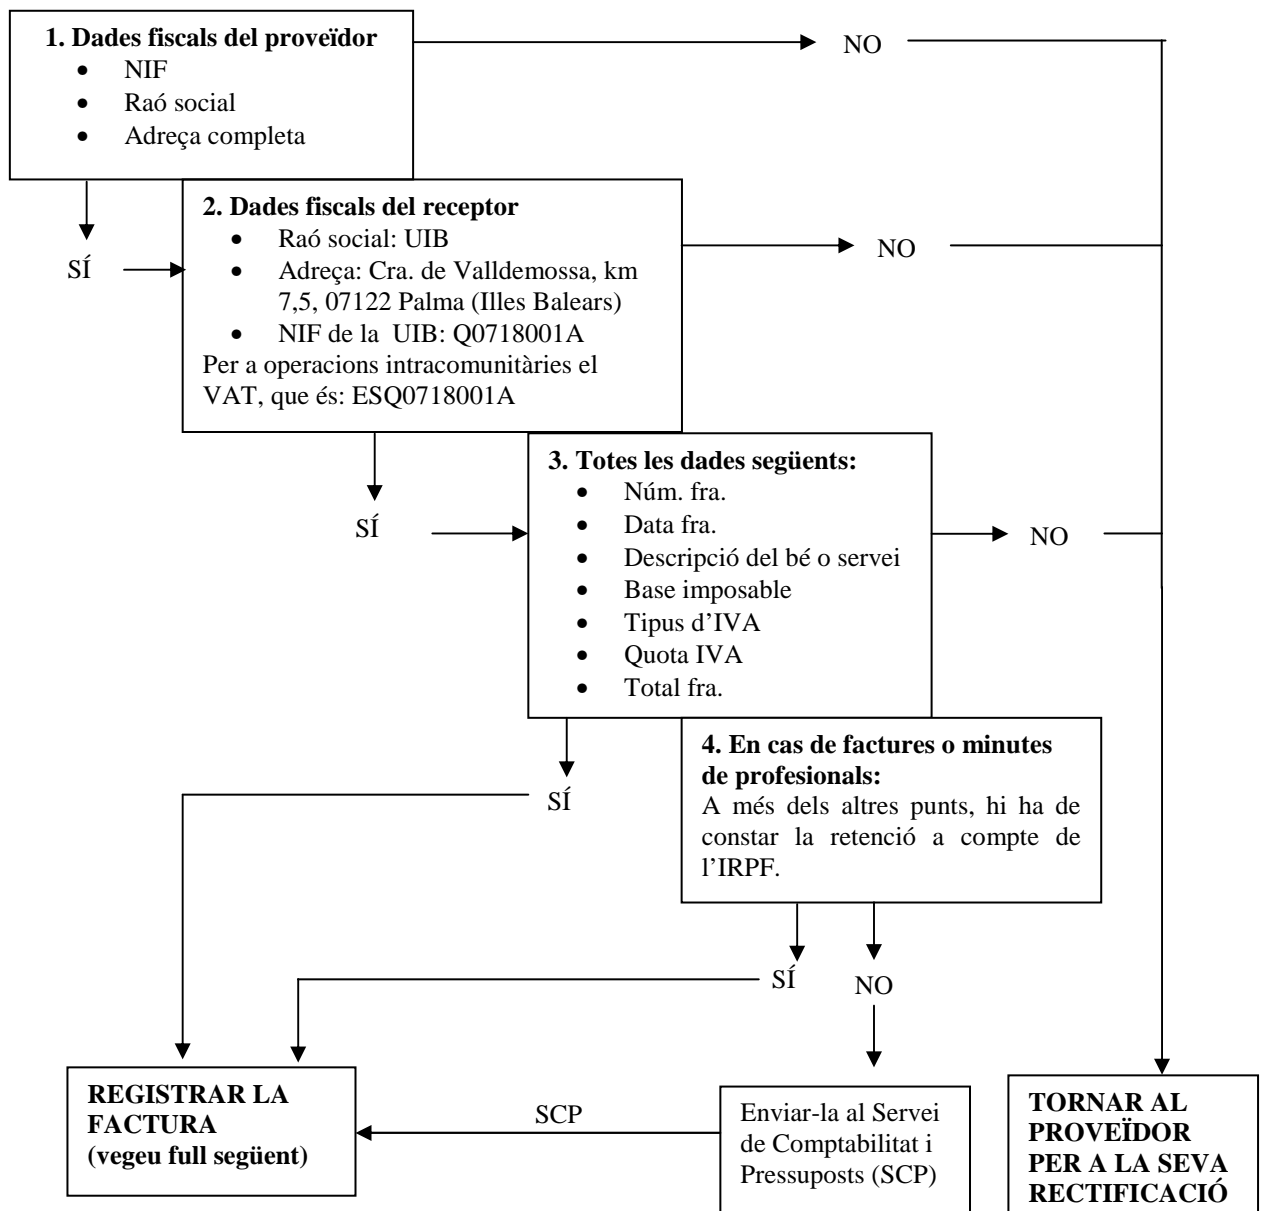 1. Dades fiscals del proveïdor
• NIF
• Raó social
• Adreça completa
NO
SÍ
2. Dades fiscals del receptor
• Raó social: UIB
• Adreça: Cra. de Valldemossa, km
7,5, 07122 Palma (Illes Balears)
• NIF de la UIB: Q0718001A
Per a operacions intracomunitàries el
VAT, que és: ESQ0718001A
NO
SÍ
3. Totes les dades següents:
• Núm. fra.
• Data fra.
• Descripció del bé o servei
• Base imposable
• Tipus d’IVA
• Quota IVA
• Total fra.
NO
SÍ
4. En cas de factures o minutes
de profesionals:
A més dels altres punts, hi ha de
constar la retenció a compte de
l’IRPF.
SÍ
NO
REGISTRAR LA
FACTURA
(vegeu full següent)
SCP
Enviar-la al Servei
de Comptabilitat i
Pressuposts (SCP)
TORNAR AL
PROVEÏDOR
PER A LA SEVA
RECTIFICACIÓ